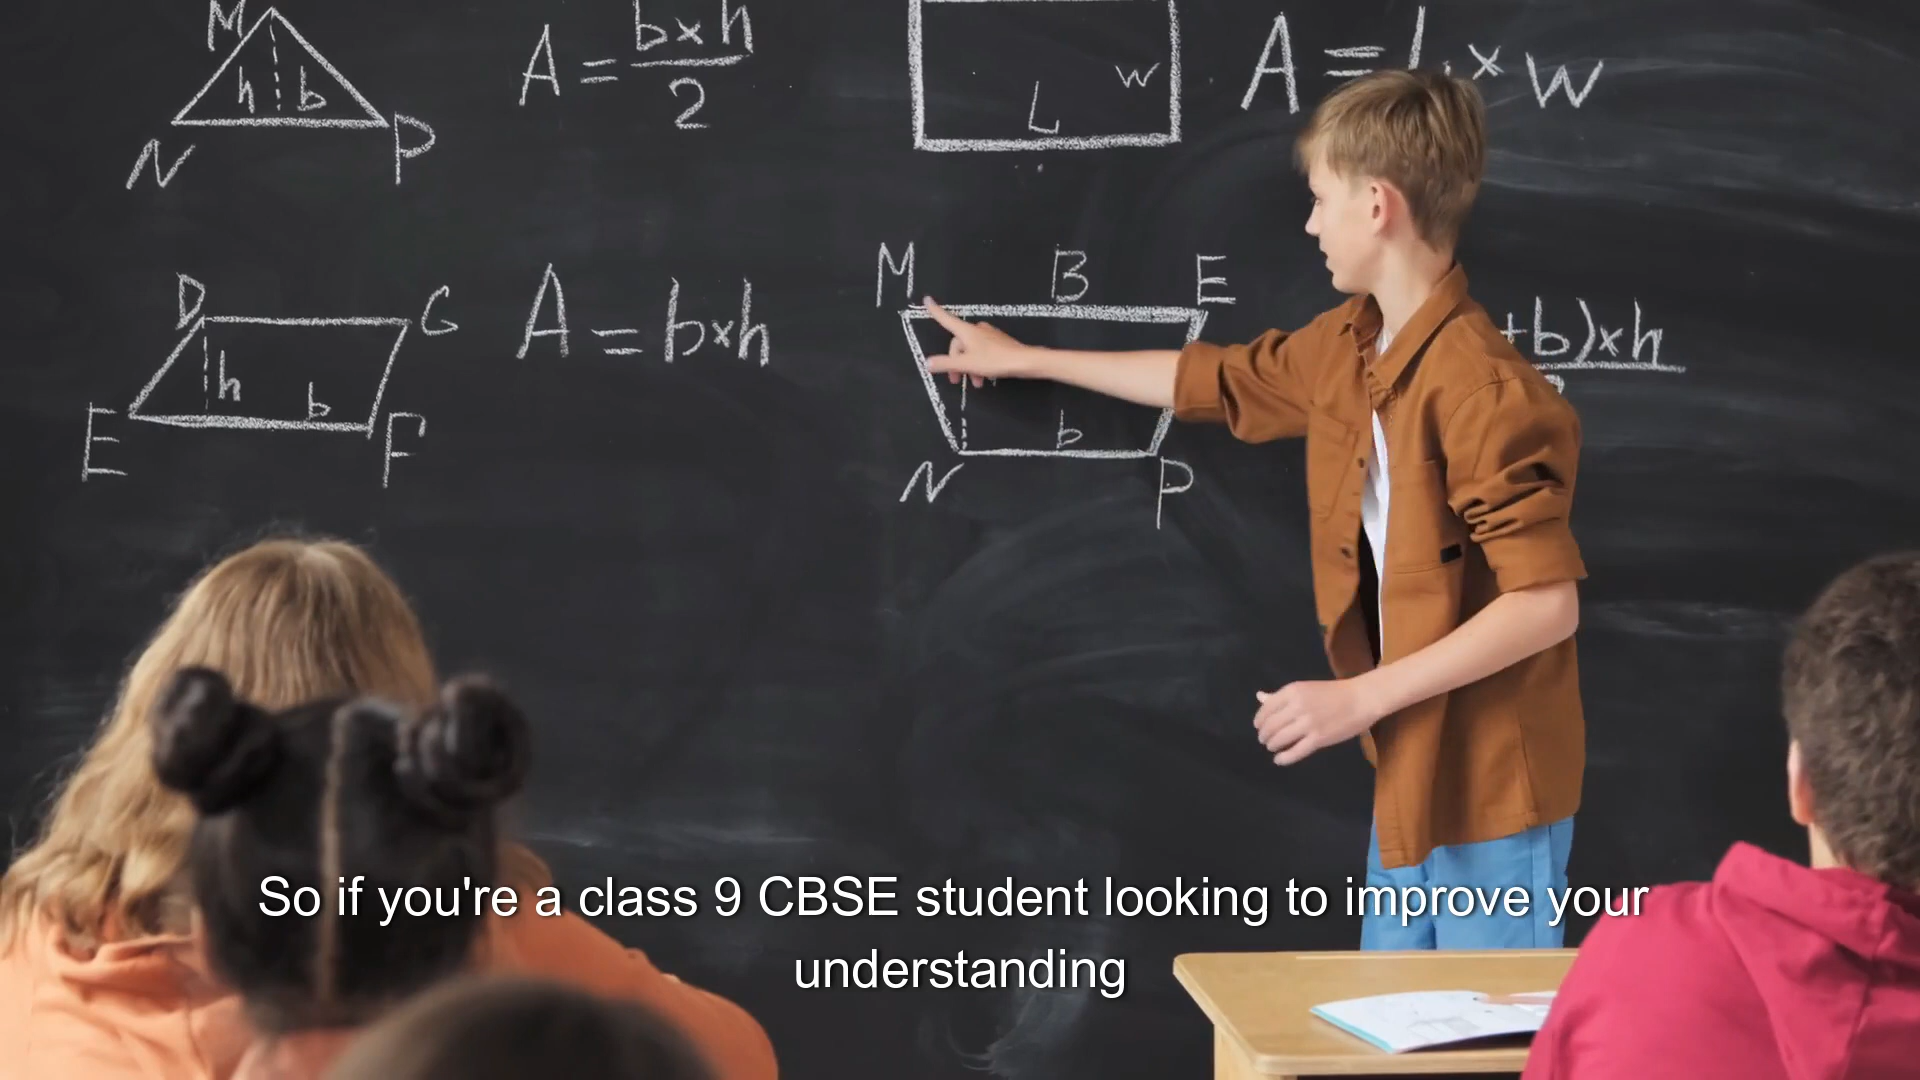 M
h b
N P
A = b×h
2
L w
A = L × w
D G
h b
E F
A = b×h
M B E
b
N P
+b)×h
So if you're a class 9 CBSE student looking to improve your
understanding